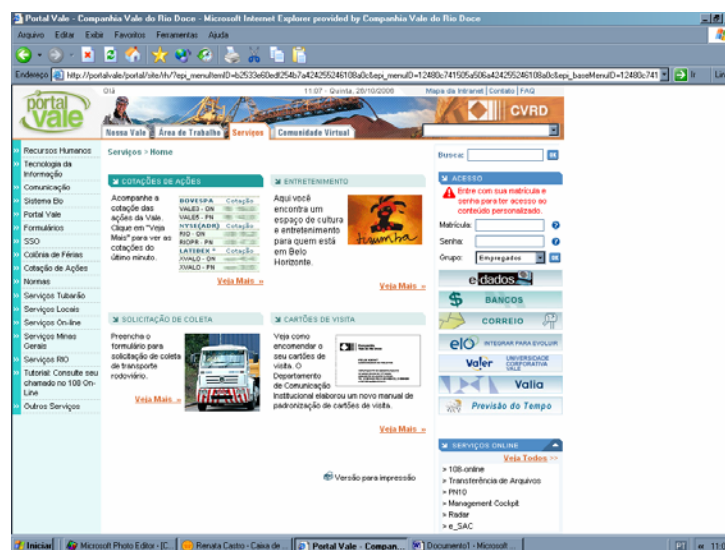 Portal Vale - Companhia Vale do Rio Doce - Microsoft Internet Explorer provided by Companhia Vale do Rio Doce
Arquivo Editar Exibir Favoritos Ferramentas Ajuda
Endereço
Ir
portal vale
Olá
11:07 - Quinta, 26/10/2006
Mapa da Intranet | Contato | FAQ
CVRD
Nossa Vale
Área de Trabalho
Serviços
Comunidade Virtual
Recursos Humanos
Tecnologia da
Informação
Comunicação
Sistema Elo
Portal Vale
Formulários
SSO
Colônia de Férias
Cotação de Ações
Normas
Serviços Tubarão
Serviços Locais
Serviços On-line
Serviços Minas
Gerais
Serviços RIO
Tutorial: Consulte seu
chamado no 108 On-
Line
Outros Serviços
Serviços > Home
COTAÇÕES DE AÇÕES
Acompanhe a
cotação das
ações da Vale.
Clique em "Veja
Mais" para ver as
cotações do
último minuto.
BOVESPA Cotação
VALE3 - ON
VALE5 - PN
NYSE(ADR) Cotação
RIO - ON
RIOPR - PN
LATIBEX * Cotação
XVALO - ON
XVALO - PN
Veja Mais »
ENTRETENIMENTO
Aqui você
encontra um
espaço de cultura
e entretenimento
para quem está
em Belo
Horizonte.
Veja Mais »
SOLICITAÇÃO DE COLETA
Preencha o
formulário para
solicitação de coleta
de transporte
rodoviário.
Veja Mais »
CARTÕES DE VISITA
Veja como
encomendar o
seu cartões de
visita. O
Departamento
de Comunicação
Institucional elaborou um novo manual de
padronização de cartões de visita.
Veja Mais »
Versão para impressão
Busca:
OK
ACESSO
Entre com sua matrícula e
senha para ter acesso ao
conteúdo personalizado.
Matrícula:
Senha:
Grupo: Empregados
e-dados
BANCOS
CORREIO
elo INTEGRAR PARA EVOLUIR
Valer UNIVERSIDADE CORPORATIVA VALE
Valia
Previsão do Tempo
SERVIÇOS ONLINE
Veja Todos >>
> 108-online
> Transferência de Arquivos
> PN10
> Management Cockpit
> Radar
> e_SAC
Iniciar
Microsoft Photo Editor - [C...
Renata Castro - Caixa de ...
Portal Vale - Compan...
Documento1 - Microsoft ...